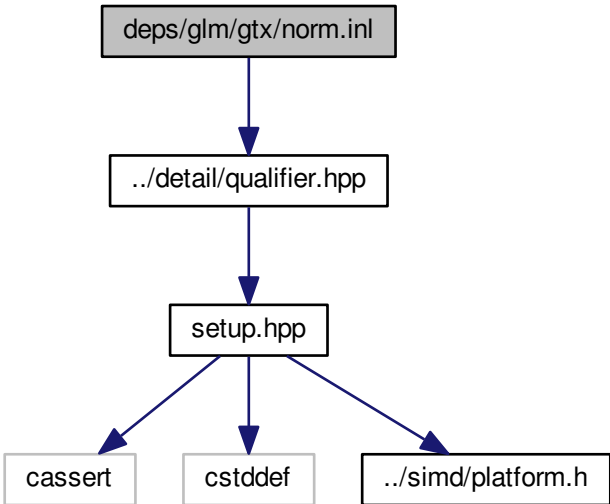 deps/glm/gtx/norm.inl
../detail/qualifier.hpp
setup.hpp
cassert
cstddef
../simd/platform.h